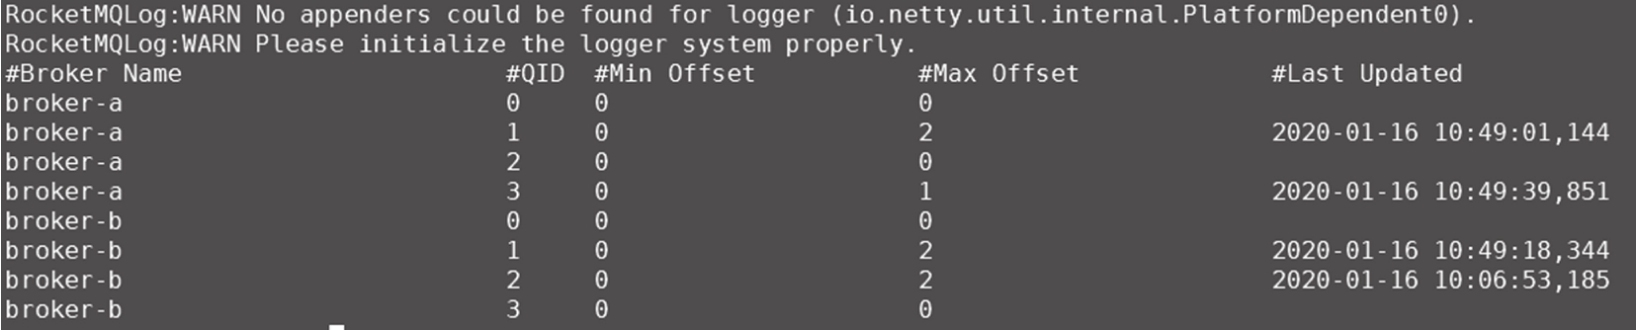 RocketMQLog:WARN No appenders could be found for logger (io.netty.util.internal.PlatformDependent0).
RocketMQLog:WARN Please initialize the logger system properly.
#Broker Name                      #QID  #Min Offset           #Max Offset             #Last Updated
broker-a                          0     0                     0
broker-a                          1     0                     2                       2020-01-16 10:49:01,144
broker-a                          2     0                     0
broker-a                          3     0                     1                       2020-01-16 10:49:39,851
broker-b                          0     0                     0
broker-b                          1     0                     2                       2020-01-16 10:49:18,344
broker-b                          2     0                     2                       2020-01-16 10:06:53,185
broker-b                          3     0                     0